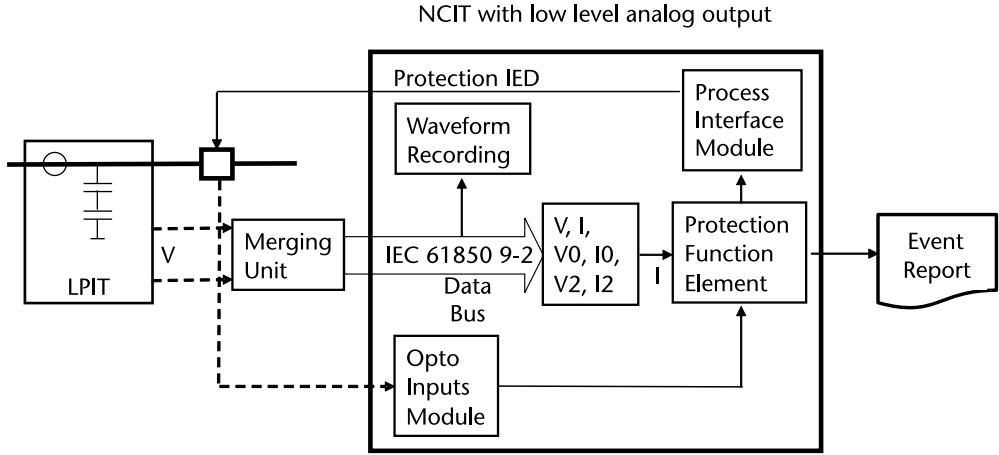 NCIT with low level analog output
Protection IED
Waveform
Recording
Process
Interface
Module
LPIT
V
Merging
Unit
IEC 61850 9-2
Data
Bus
V, I,
V0, I0,
V2, I2
I
Protection
Function
Element
Event
Report
Opto
Inputs
Module